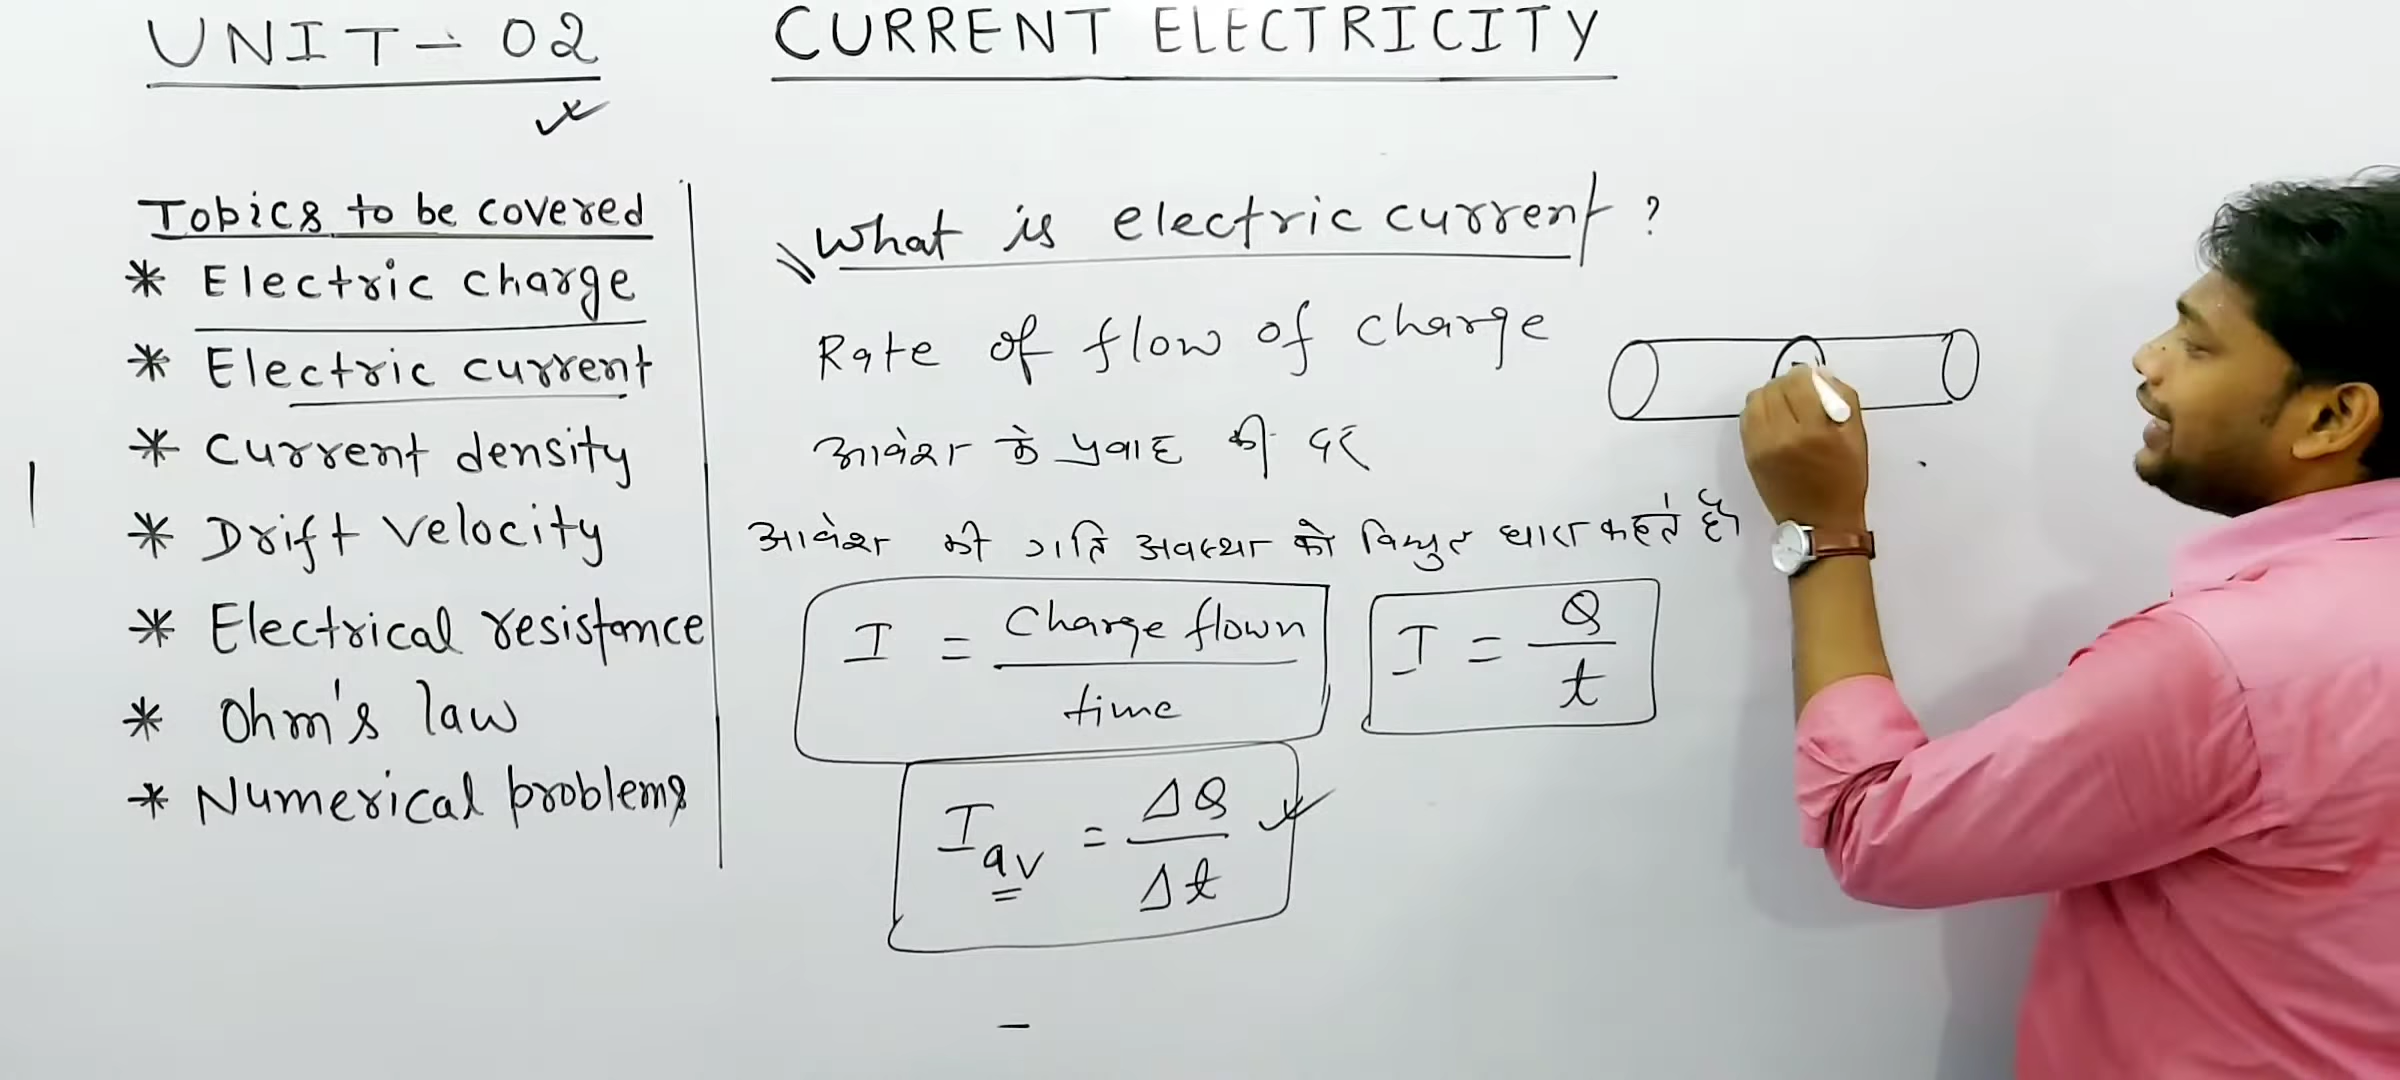 UNIT - 02
CURRENT ELECTRICITY
Topics to be covered
* Electric charge
* Electric current
* Current density
* Drift velocity
* Electrical resistance
* Ohm's law
* Numerical problems
What is electric current ?
Rate of flow of charge
आवेश के प्रवाह की दर
आवेश की गति अवस्था को विद्युत धारा कहते हैं।
I = Charge flown / time
I = Q / t
I av = ΔQ / Δt